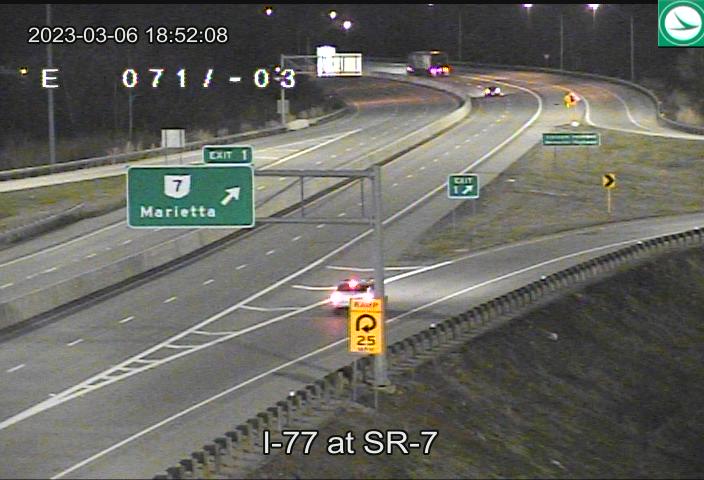 2023-03-06 18:52:08
E 071/-03
EXIT 1
7
Marietta
EXIT
1
RAMP
25
M.P.H.
I-77 at SR-7